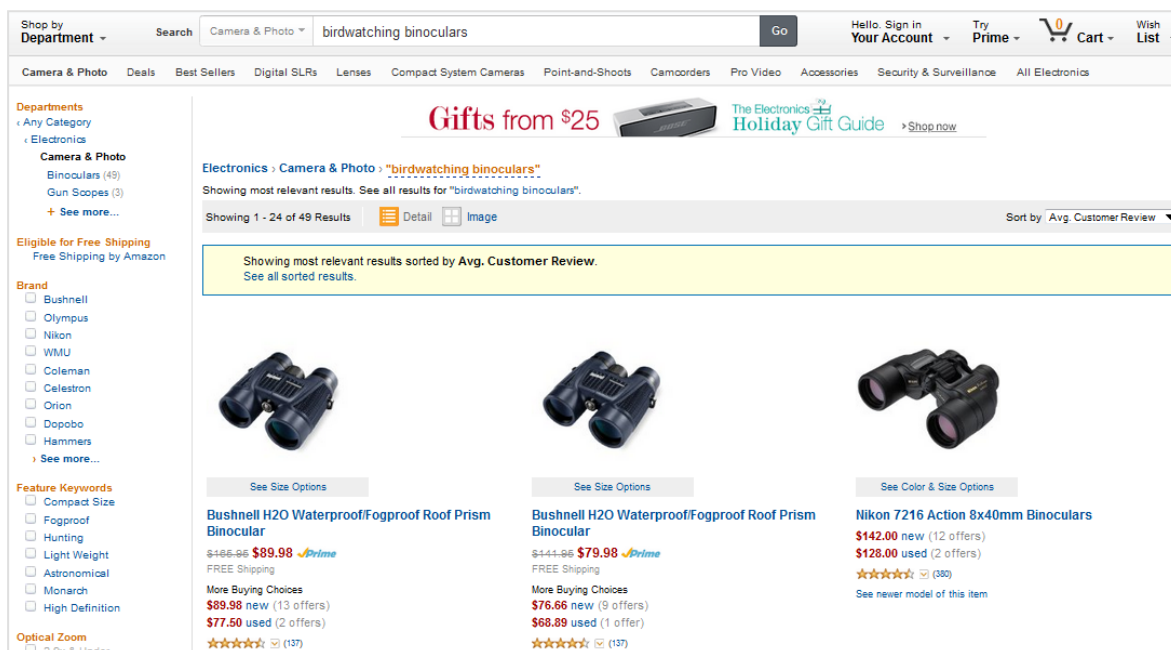 Shop by
Department
Search
Camera & Photo
birdwatching binoculars
Go
Hello. Sign in
Your Account
Try
Prime
0
Cart
Wish
List
Camera & Photo Deals Best Sellers Digital SLRs Lenses Compact System Cameras Point-and-Shoots Camcorders Pro Video Accessories Security & Surveillance All Electronics
Departments
‹ Any Category
‹ Electronics
Camera & Photo
Binoculars (49)
Gun Scopes (3)
+ See more...
Eligible for Free Shipping
Free Shipping by Amazon
Brand
Bushnell
Olympus
Nikon
WMU
Coleman
Celestron
Orion
Dopobo
Hammers
› See more...
Feature Keywords
Compact Size
Fogproof
Hunting
Light Weight
Astronomical
Monarch
High Definition
Optical Zoom
Gifts from $25
BOSE
The Electronics
Holiday Gift Guide
› Shop now
Electronics › Camera & Photo › "birdwatching binoculars"
Showing most relevant results. See all results for "birdwatching binoculars".
Showing 1 - 24 of 49 Results
Detail
Image
Sort by Avg. Customer Review
Showing most relevant results sorted by Avg. Customer Review.
See all sorted results.
See Size Options
Bushnell H2O Waterproof/Fogproof Roof Prism
Binocular
$165.95 $89.98 Prime
FREE Shipping
More Buying Choices
$89.98 new (13 offers)
$77.50 used (2 offers)
(137)
See Size Options
Bushnell H2O Waterproof/Fogproof Roof Prism
Binocular
$141.95 $79.98 Prime
FREE Shipping
More Buying Choices
$76.66 new (9 offers)
$68.89 used (1 offer)
(137)
See Color & Size Options
Nikon 7216 Action 8x40mm Binoculars
$142.00 new (12 offers)
$128.00 used (2 offers)
(380)
See newer model of this item